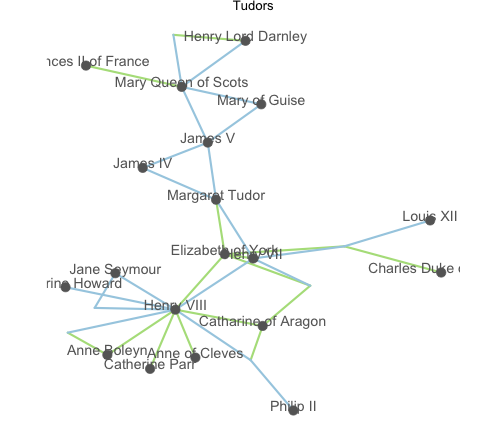 Tudors
Henry Lord Darnley
nces II of France
Mary Queen of Scots
Mary of Guise
James V
James IV
Margaret Tudor
Louis XII
Elizabeth of York
Henry VII
Charles Duke
Jane Seymour
rine Howard
Henry VIII
Catharine of Aragon
Anne Boleyn
Anne of Cleves
Catherine Parr
Philip II